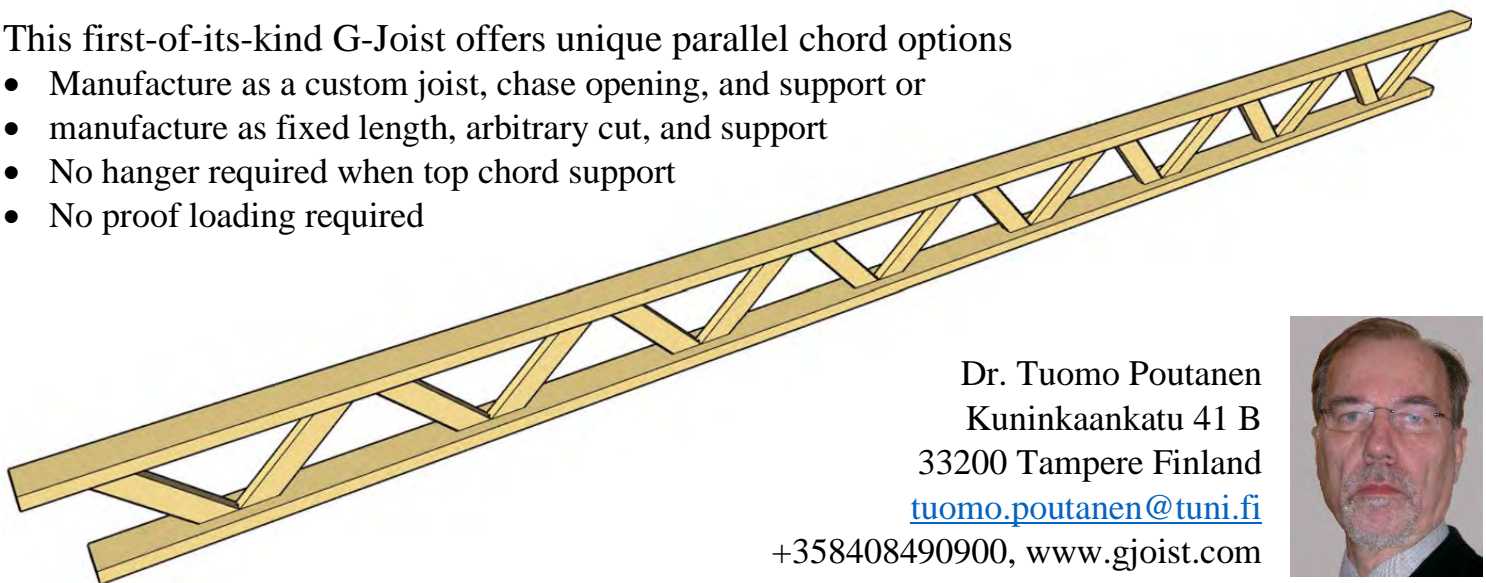 This first-of-its-kind G-Joist offers unique parallel chord options
• Manufacture as a custom joist, chase opening, and support or
• manufacture as fixed length, arbitrary cut, and support
• No hanger required when top chord support
• No proof loading required
Dr. Tuomo Poutanen
Kuninkaankatu 41 B
33200 Tampere Finland
tuomo.poutanen@tuni.fi
+358408490900, www.gjoist.com